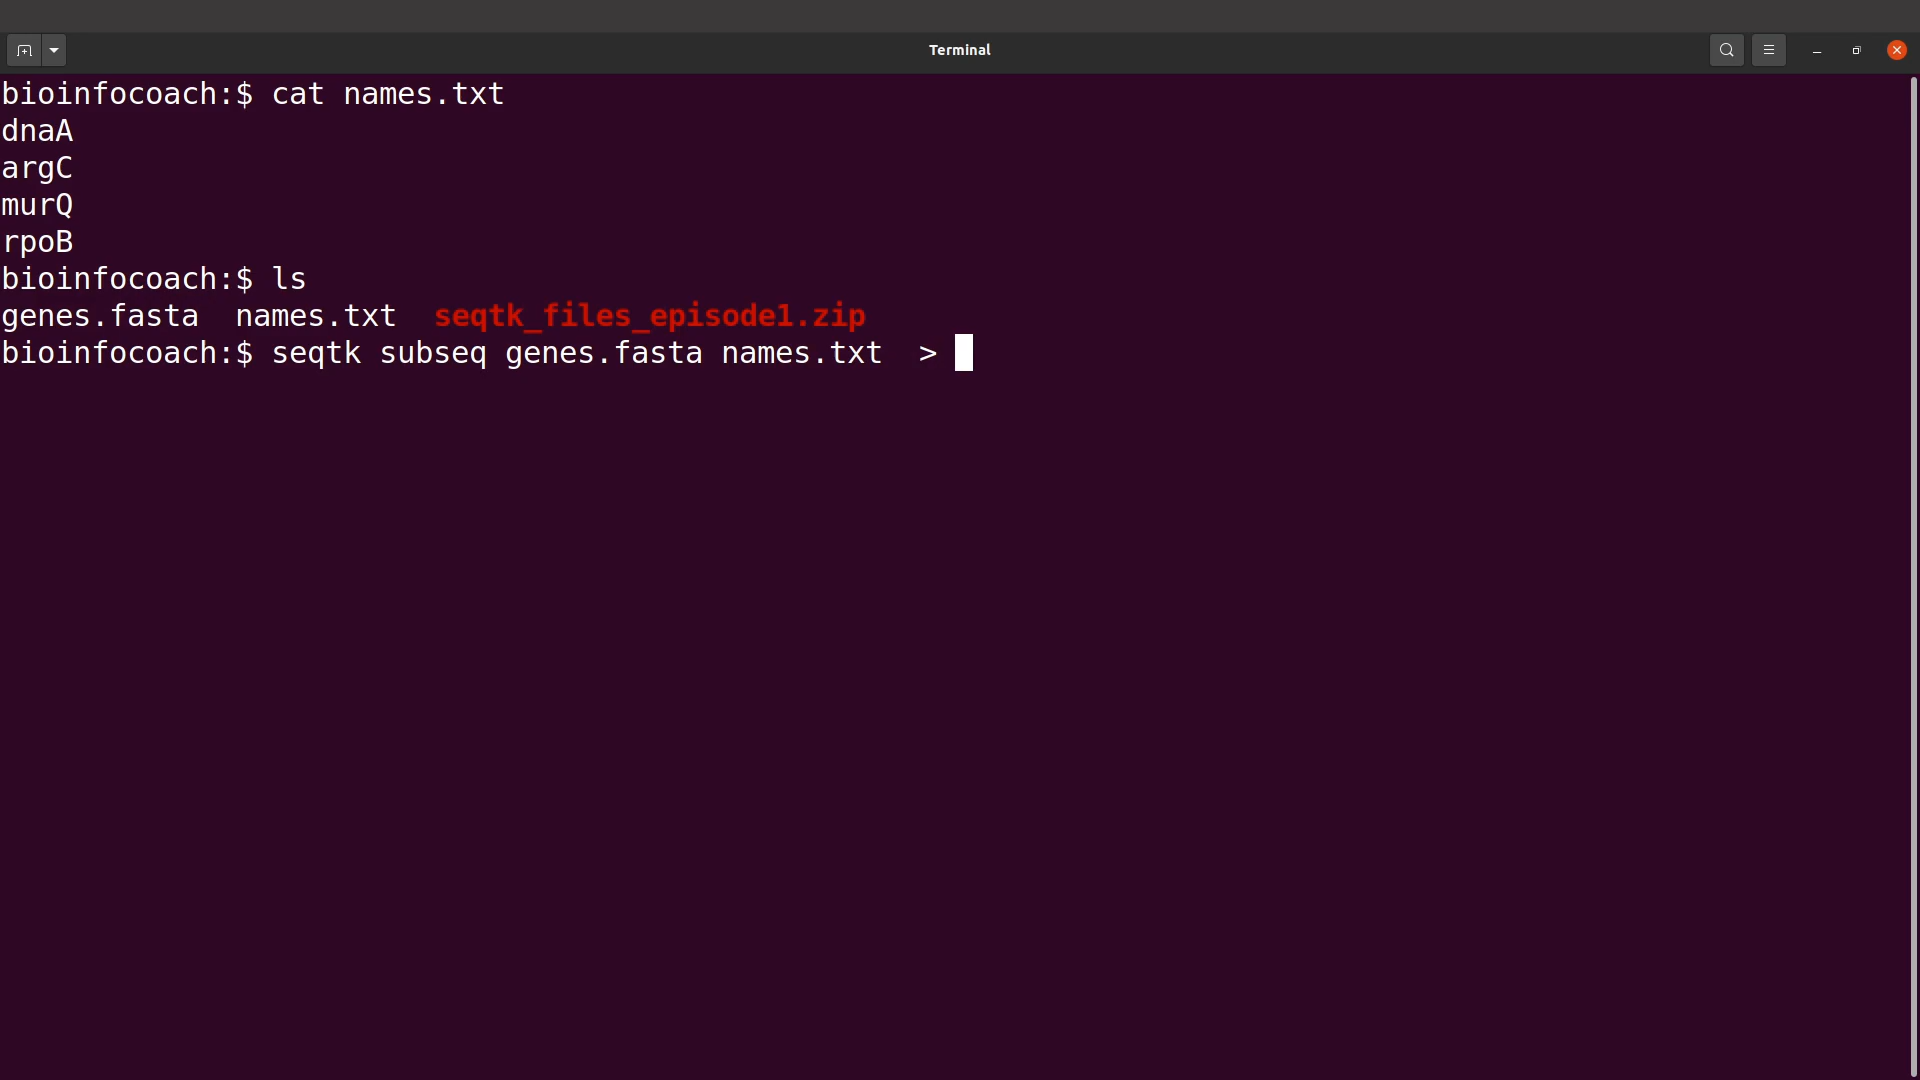 Terminal
bioinfocoach:$ cat names.txt
dnaA
argC
murQ
rpoB
bioinfocoach:$ ls
genes.fasta  names.txt  seqtk_files_episode1.zip
bioinfocoach:$ seqtk subseq genes.fasta names.txt  >